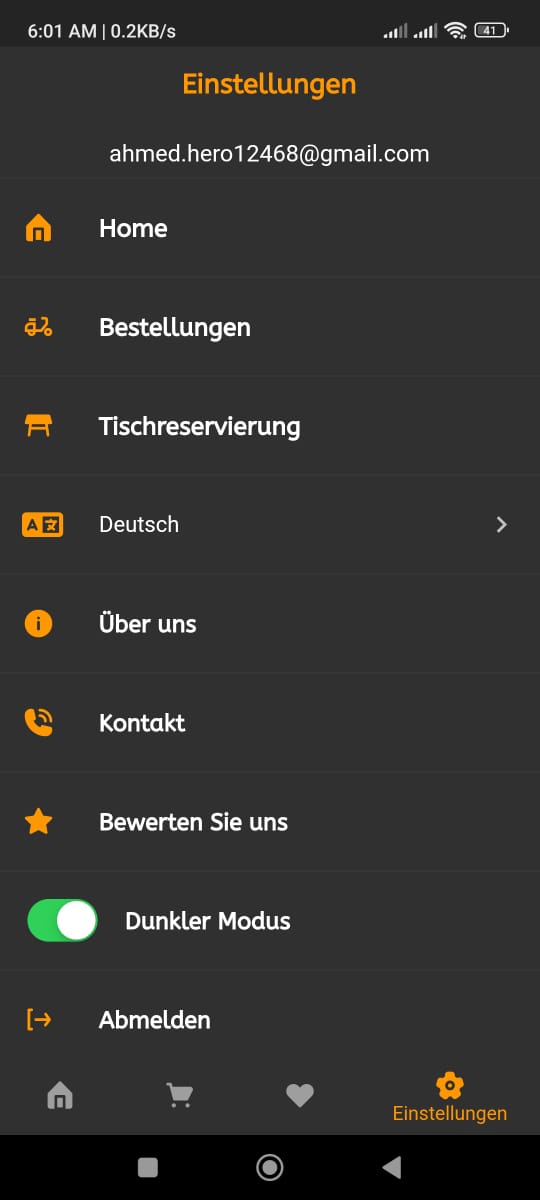 6:01 AM | 0.2KB/s
41
Einstellungen
ahmed.hero12468@gmail.com
Home
Bestellungen
Tischreservierung
A 文
Deutsch
Über uns
Kontakt
Bewerten Sie uns
Dunkler Modus
Abmelden
Einstellungen